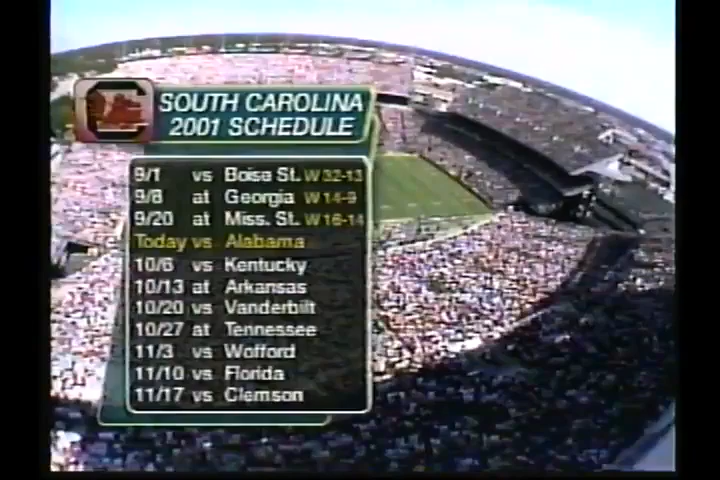 SOUTH CAROLINA
2001 SCHEDULE
9/1 vs Boise St. W 32-13
9/8 at Georgia W 14-9
9/20 at Miss. St. W 16-14
Today vs Alabama
10/6 vs Kentucky
10/13 at Arkansas
10/20 vs Vanderbilt
10/27 at Tennessee
11/3 vs Wofford
11/10 vs Florida
11/17 vs Clemson